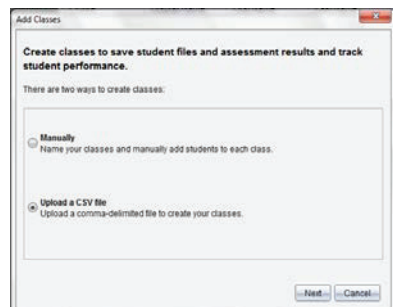 Add Classes
Create classes to save student files and assessment results and track
student performance.
There are two ways to create classes:
Manually
Name your classes and manually add students to each class.
Upload a CSV file
Upload a comma-delimited file to create your classes.
Next Cancel